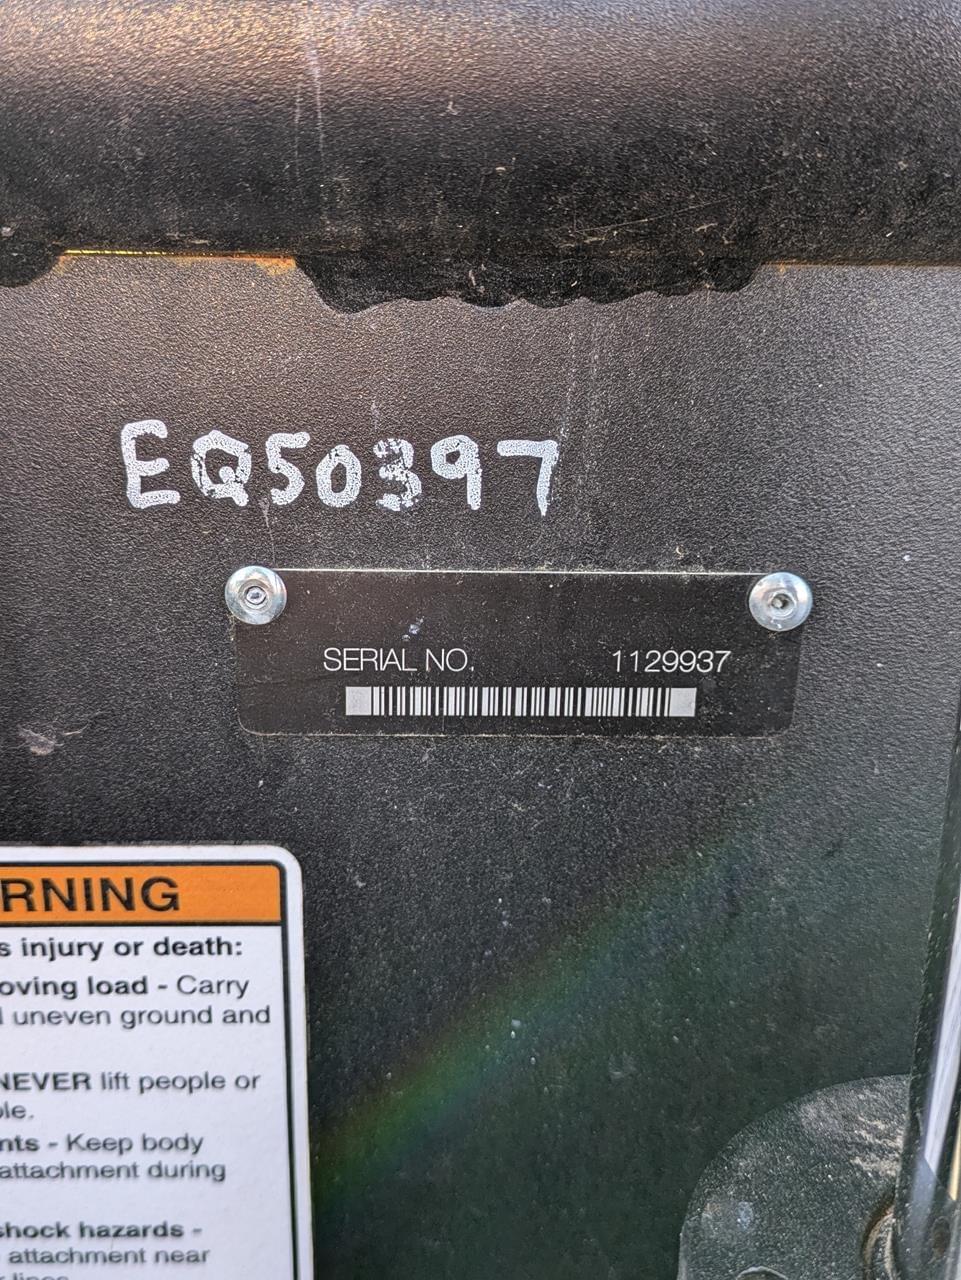 EQ50397
SERIAL NO. 1129937
RNING
s injury or death:
oving load - Carry
uneven ground and
NEVER lift people or
le.
nts - Keep body
attachment during
shock hazards -
attachment near